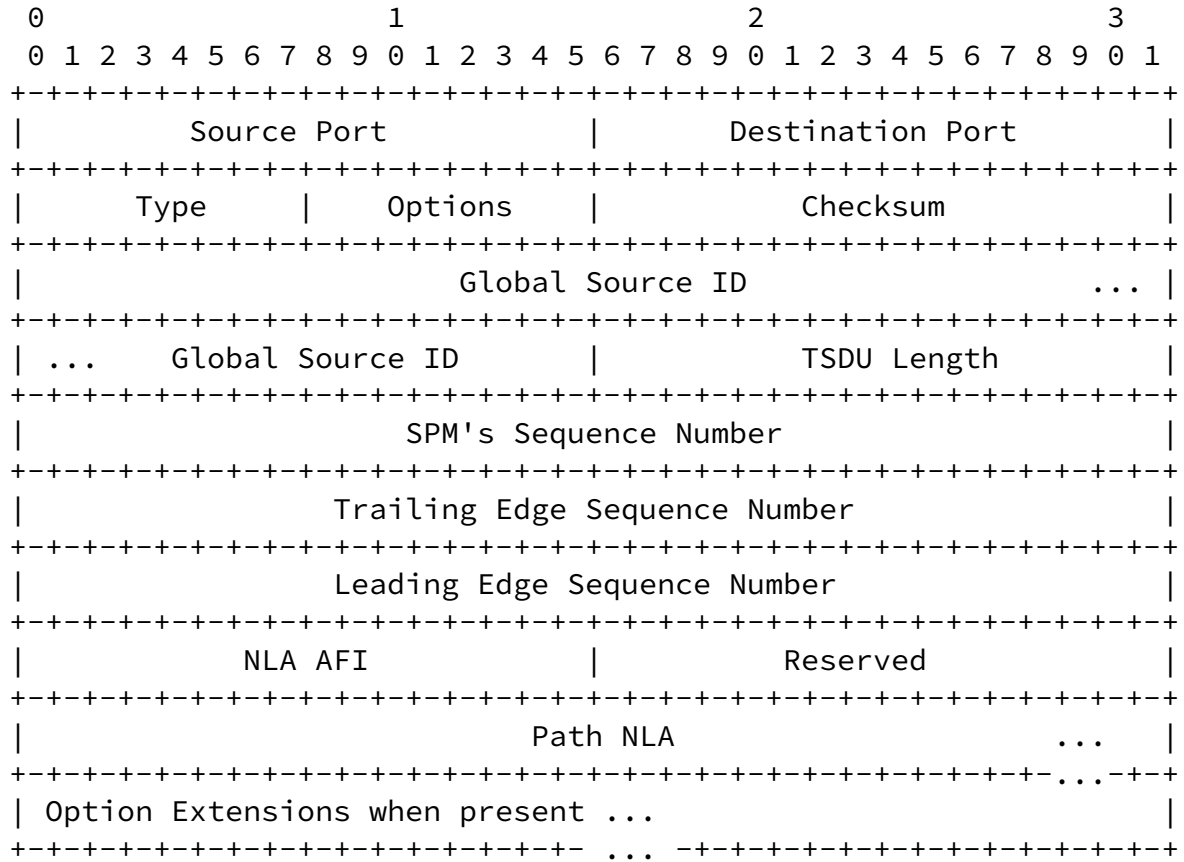 0                   1                   2                   3
 0 1 2 3 4 5 6 7 8 9 0 1 2 3 4 5 6 7 8 9 0 1 2 3 4 5 6 7 8 9 0 1
+-+-+-+-+-+-+-+-+-+-+-+-+-+-+-+-+-+-+-+-+-+-+-+-+-+-+-+-+-+-+-+-+
|         Source Port           |       Destination Port        |
+-+-+-+-+-+-+-+-+-+-+-+-+-+-+-+-+-+-+-+-+-+-+-+-+-+-+-+-+-+-+-+-+
|      Type     |    Options    |           Checksum            |
+-+-+-+-+-+-+-+-+-+-+-+-+-+-+-+-+-+-+-+-+-+-+-+-+-+-+-+-+-+-+-+-+
|                        Global Source ID                   ... |
+-+-+-+-+-+-+-+-+-+-+-+-+-+-+-+-+-+-+-+-+-+-+-+-+-+-+-+-+-+-+-+-+
| ...    Global Source ID       |           TSDU Length         |
+-+-+-+-+-+-+-+-+-+-+-+-+-+-+-+-+-+-+-+-+-+-+-+-+-+-+-+-+-+-+-+-+
|                     SPM's Sequence Number                     |
+-+-+-+-+-+-+-+-+-+-+-+-+-+-+-+-+-+-+-+-+-+-+-+-+-+-+-+-+-+-+-+-+
|                 Trailing Edge Sequence Number                 |
+-+-+-+-+-+-+-+-+-+-+-+-+-+-+-+-+-+-+-+-+-+-+-+-+-+-+-+-+-+-+-+-+
|                 Leading Edge Sequence Number                  |
+-+-+-+-+-+-+-+-+-+-+-+-+-+-+-+-+-+-+-+-+-+-+-+-+-+-+-+-+-+-+-+-+
|            NLA AFI            |          Reserved             |
+-+-+-+-+-+-+-+-+-+-+-+-+-+-+-+-+-+-+-+-+-+-+-+-+-+-+-+-+-+-+-+-+
|                            Path NLA                     ...   |
+-+-+-+-+-+-+-+-+-+-+-+-+-+-+-+-+-+-+-+-+-+-+-+-+-+-+-+-+-...-+-+
| Option Extensions when present ...                            |
+-+-+-+-+-+-+-+-+-+-+-+-+-+-+-+- ... -+-+-+-+-+-+-+-+-+-+-+-+-+-+